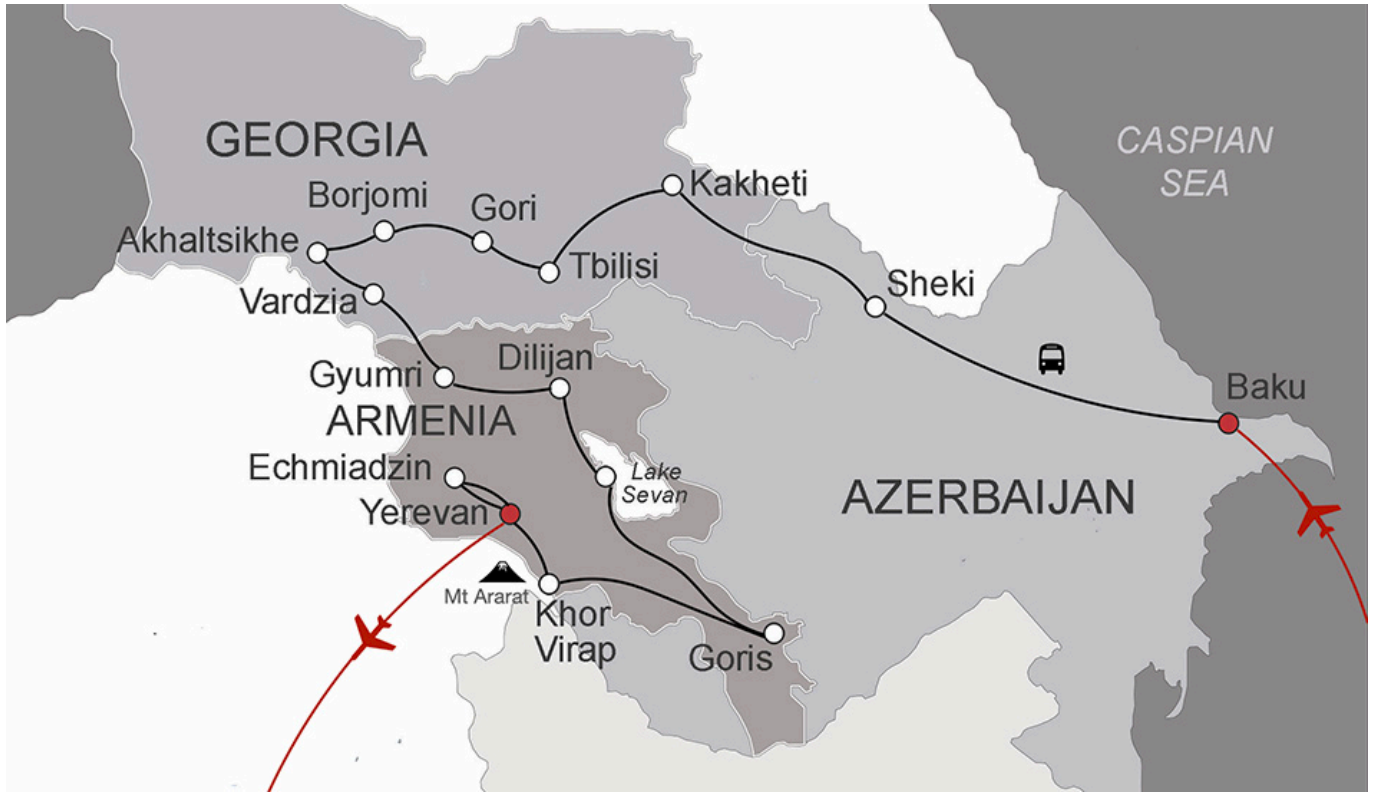 CASPIAN
SEA
GEORGIA
Borjomi
Gori
Kakheti
Akhaltsikhe
Tbilisi
Sheki
Vardzia
Dilijan
Gyumri
Baku
ARMENIA
Echmiadzin
Lake
Sevan
AZERBAIJAN
Yerevan
Mt Ararat
Khor
Virap
Goris